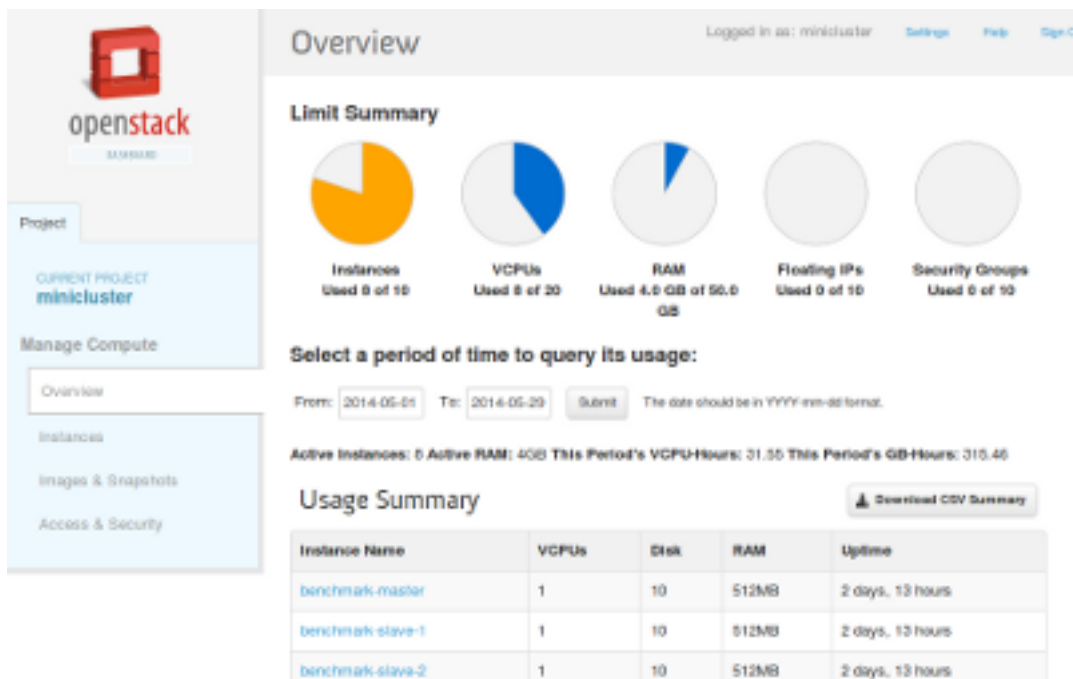 openstack
DASHBOARD
Project
CURRENT PROJECT
minicluster
Manage Compute
Overview
Instances
Images & Snapshots
Access & Security
Overview
Logged in as: minicluster Settings Help Sign O
Limit Summary
Instances
Used 8 of 10
VCPUs
Used 8 of 20
RAM
Used 4.0 GB of 50.0
GB
Floating IPs
Used 0 of 10
Security Groups
Used 0 of 10
Select a period of time to query its usage:
From: 2014-05-01 To: 2014-05-29 Submit The date should be in YYYY-mm-dd format.
Active Instances: 8 Active RAM: 4GB This Period's VCPU-Hours: 31.55 This Period's GB-Hours: 315.46
Usage Summary
Download CSV Summary
Instance Name VCPUs Disk RAM Uptime
benchmark-master 1 10 512MB 2 days, 13 hours
benchmark-slave-1 1 10 512MB 2 days, 13 hours
benchmark-slave-2 1 10 512MB 2 days, 13 hours